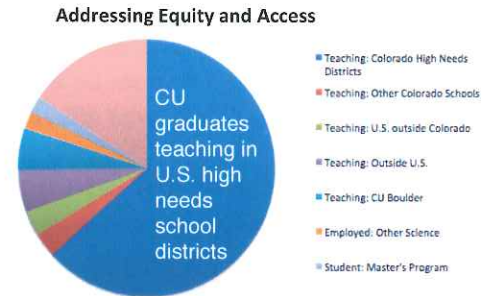 Addressing Equity and Access
CU
graduates
teaching in
U.S. high
needs
school
districts
Teaching: Colorado High Needs
Districts
Teaching: Other Colorado Schools
Teaching: U.S. outside Colorado
Teaching: Outside U.S.
Teaching: CU Boulder
Employed: Other Science
Student: Master's Program